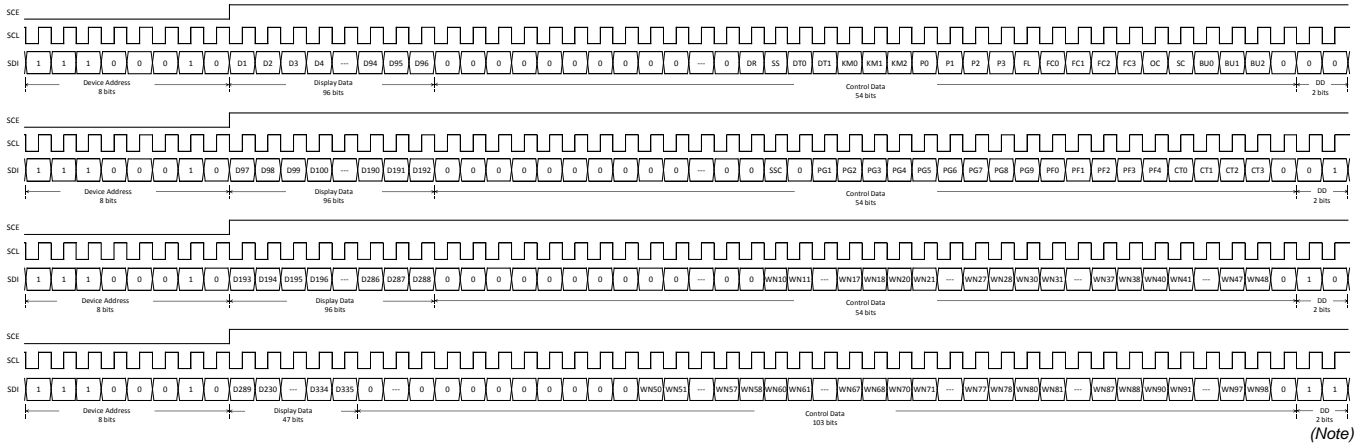 SCE
SCL
SDI 1 1 1 0 0 0 1 0 D1 D2 D3 D4 --- D94 D95 D96 0 0 0 0 0 0 0 0 0 0 --- 0 DR SS DT0 DT1 KM0 KM1 KM2 P0 P1 P2 P3 FL FC0 FC1 FC2 FC3 OC SC BU0 BU1 BU2 0 0 0
Device Address Display Data Control Data DD
8 bits 96 bits 54 bits 2 bits
SCE
SCL
SDI 1 1 1 0 0 0 1 0 D97 D98 D99 D100 --- D190 D191 D192 0 0 0 0 0 0 0 0 0 0 --- 0 0 SSC 0 PG1 PG2 PG3 PG4 PG5 PG6 PG7 PG8 PG9 PF0 PF1 PF2 PF3 PF4 CT0 CT1 CT2 CT3 0 0 1
Device Address Display Data Control Data DD
8 bits 96 bits 54 bits 2 bits
SCE
SCL
SDI 1 1 1 0 0 0 1 0 D193 D194 D195 D196 --- D286 D287 D288 0 0 0 0 0 0 0 0 0 0 --- 0 0 WN10 WN11 --- WN17 WN18 WN20 WN21 --- WN27 WN28 WN30 WN31 --- WN37 WN38 WN40 WN41 --- WN47 WN48 0 1 0
Device Address Display Data Control Data DD
8 bits 96 bits 54 bits 2 bits
SCE
SCL
SDI 1 1 1 0 0 0 1 0 D289 D230 --- D334 D335 0 --- 0 0 0 0 0 0 0 0 0 WN50 WN51 --- WN57 WN58 WN60 WN61 --- WN67 WN68 WN70 WN71 --- WN77 WN78 WN80 WN81 --- WN87 WN88 WN90 WN91 --- WN97 WN98 0 1 1
Device Address Display Data Control Data DD
8 bits 47 bits 103 bits 2 bits
(Note)